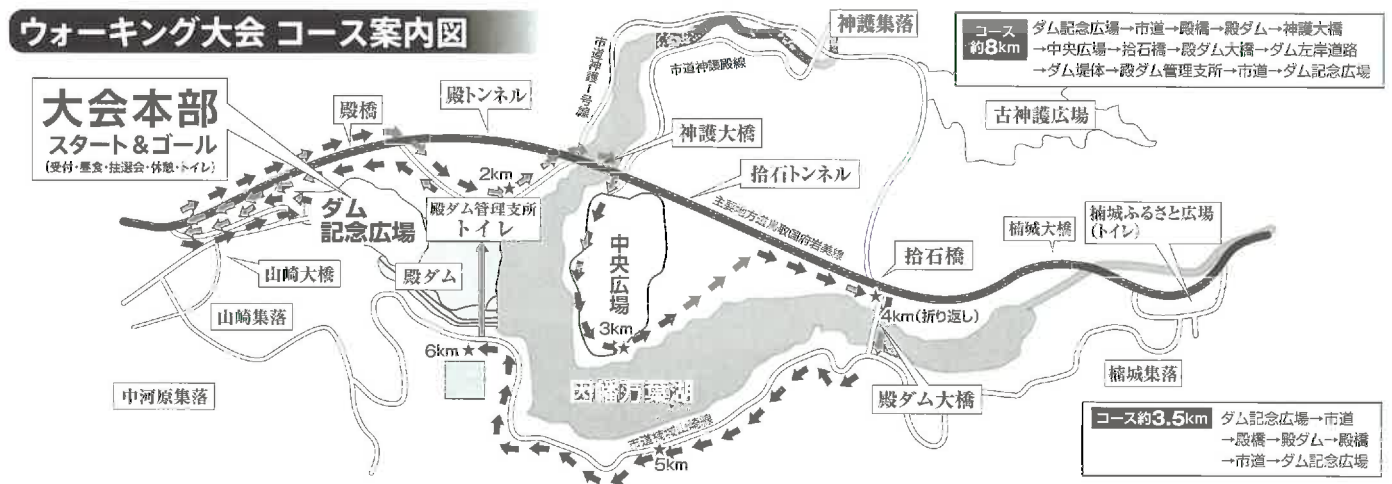 ウォーキング大会 コース案内図
コース
約8km
ダム記念広場→市道→殿橋→殿ダム→神護大橋
→中央広場→拾石橋→殿ダム大橋→ダム左岸道路
→ダム堤体→殿ダム管理支所→市道→ダム記念広場
神護集落
市道神護1号線
市道神護殿線
古神護広場
大会本部
スタート&ゴール
(受付・昼食・抽選会・休憩・トイレ)
殿橋
殿トンネル
神護大橋
2km
拾石トンネル
ダム
記念広場
殿ダム管理支所
トイレ
主要地方道鳥取国府岩美線
楠城大橋
楠城ふるさと広場
(トイレ)
中央広場
拾石橋
殿ダム
山崎大橋
山崎集落
3km
4km(折り返し)
6km
因幡万葉湖
殿ダム大橋
楠城集落
中河原集落
5km
コース約3.5km
ダム記念広場→市道
→殿橋→殿ダム→殿橋
→市道→ダム記念広場